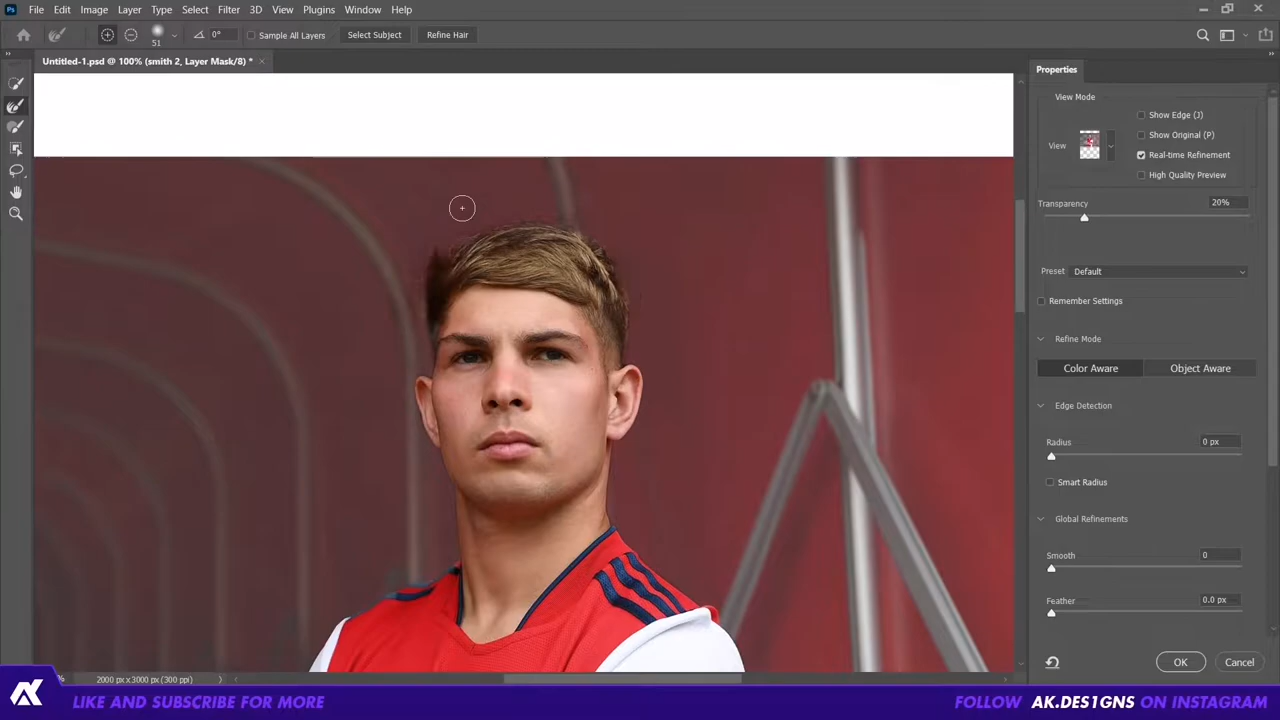 Ps File Edit Image Layer Type Select Filter 3D View Plugins Window Help
51 0° Sample All Layers Select Subject Refine Hair
Untitled-1.psd @ 100% (smith 2, Layer Mask/8) *
Properties
View Mode
Show Edge (J)
View
Show Original (P)
Real-time Refinement
High Quality Preview
Transparency 20%
Preset Default
Remember Settings
Refine Mode
Color Aware Object Aware
Edge Detection
Radius 0 px
Smart Radius
Global Refinements
Smooth 0
Feather 0.0 px
OK Cancel
% 2000 px x 3000 px (300 ppi)
AK LIKE AND SUBSCRIBE FOR MORE
FOLLOW AK.DES1GNS ON INSTAGRAM